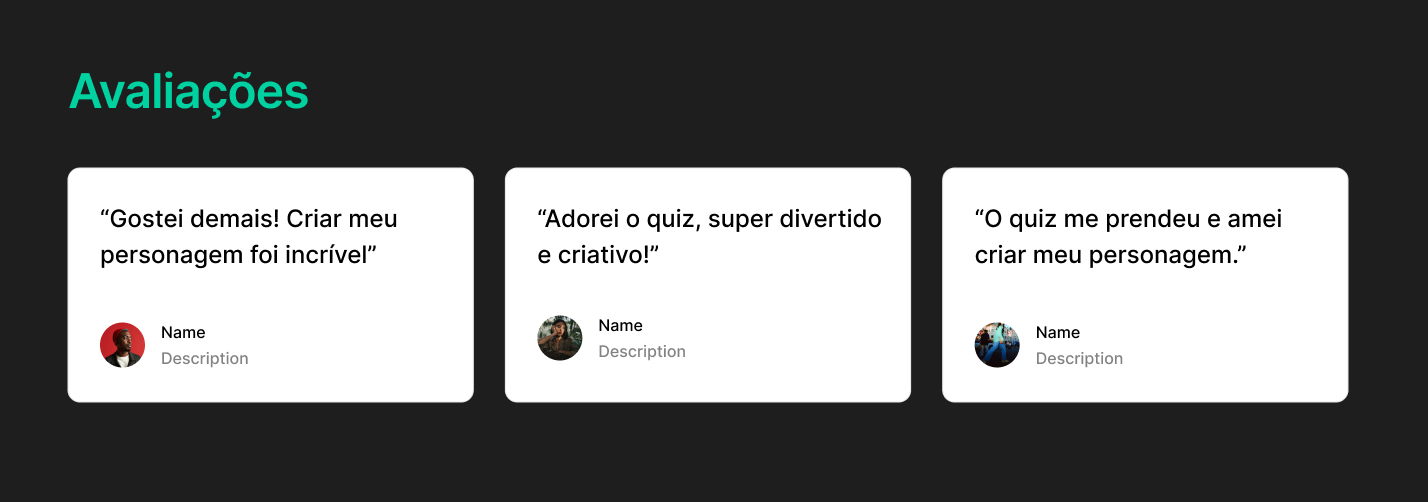 Avaliações
“Gostei demais! Criar meu
personagem foi incrível”
Name
Description
“Adorei o quiz, super divertido
e criativo!”
Name
Description
“O quiz me prendeu e amei
criar meu personagem.”
Name
Description